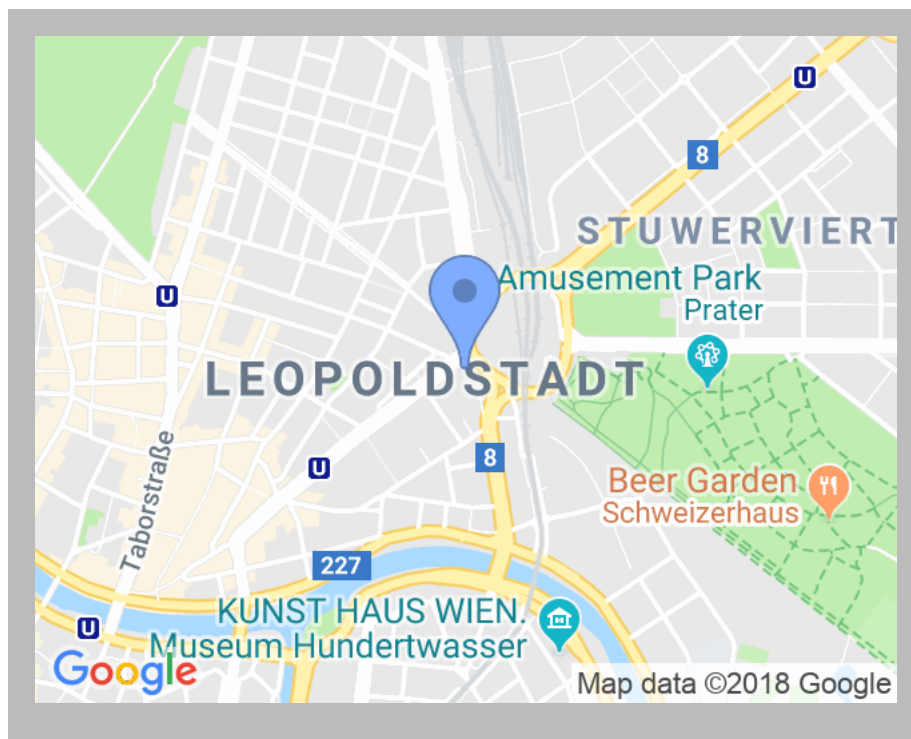 U
8
STUWERVIERT
Amusement Park
Prater
U
LEOPOLDSTADT
Taborstraße
U
8
Beer Garden
Schweizerhaus
227
KUNST HAUS WIEN.
Museum Hundertwasser
U
Google
Map data ©2018 Google